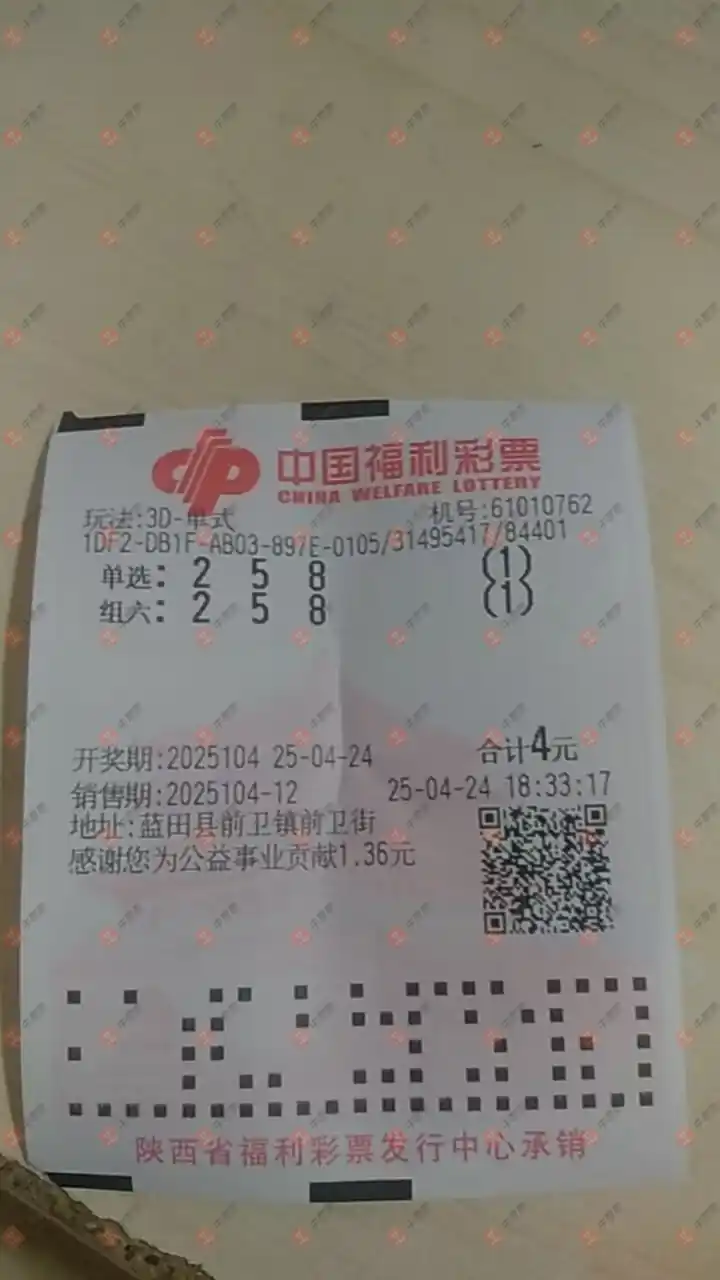 中国福利彩票
CHINA WELFARE LOTTERY
玩法:3D-单式 机号:61010762
1DF2-DB1F-AB03-897E-0105/31495417/84401
单选: 2 5 8 (1)
组六: 2 5 8 (1)
开奖期:2025104 25-04-24 合计4元
销售期:2025104-12 25-04-24 18:33:17
地址:蓝田县前卫镇前卫街
感谢您为公益事业贡献1.36元
陕西省福利彩票发行中心承销